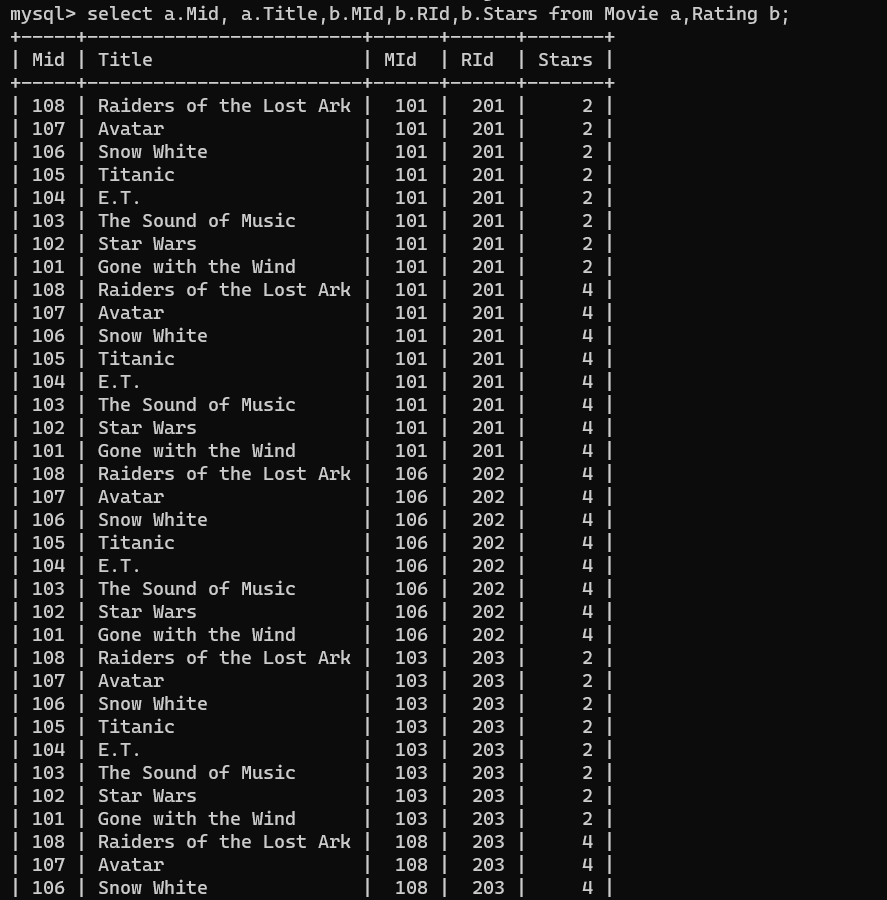 mysql> select a.Mid, a.Title,b.MId,b.RId,b.Stars from Movie a,Rating b;
+-----+-------------------------+------+------+-------+
| Mid | Title                   | MId  | RId  | Stars |
+-----+-------------------------+------+------+-------+
| 108 | Raiders of the Lost Ark |  101 |  201 |     2 |
| 107 | Avatar                  |  101 |  201 |     2 |
| 106 | Snow White              |  101 |  201 |     2 |
| 105 | Titanic                 |  101 |  201 |     2 |
| 104 | E.T.                    |  101 |  201 |     2 |
| 103 | The Sound of Music      |  101 |  201 |     2 |
| 102 | Star Wars               |  101 |  201 |     2 |
| 101 | Gone with the Wind      |  101 |  201 |     2 |
| 108 | Raiders of the Lost Ark |  101 |  201 |     4 |
| 107 | Avatar                  |  101 |  201 |     4 |
| 106 | Snow White              |  101 |  201 |     4 |
| 105 | Titanic                 |  101 |  201 |     4 |
| 104 | E.T.                    |  101 |  201 |     4 |
| 103 | The Sound of Music      |  101 |  201 |     4 |
| 102 | Star Wars               |  101 |  201 |     4 |
| 101 | Gone with the Wind      |  101 |  201 |     4 |
| 108 | Raiders of the Lost Ark |  106 |  202 |     4 |
| 107 | Avatar                  |  106 |  202 |     4 |
| 106 | Snow White              |  106 |  202 |     4 |
| 105 | Titanic                 |  106 |  202 |     4 |
| 104 | E.T.                    |  106 |  202 |     4 |
| 103 | The Sound of Music      |  106 |  202 |     4 |
| 102 | Star Wars               |  106 |  202 |     4 |
| 101 | Gone with the Wind      |  106 |  202 |     4 |
| 108 | Raiders of the Lost Ark |  103 |  203 |     2 |
| 107 | Avatar                  |  103 |  203 |     2 |
| 106 | Snow White              |  103 |  203 |     2 |
| 105 | Titanic                 |  103 |  203 |     2 |
| 104 | E.T.                    |  103 |  203 |     2 |
| 103 | The Sound of Music      |  103 |  203 |     2 |
| 102 | Star Wars               |  103 |  203 |     2 |
| 101 | Gone with the Wind      |  103 |  203 |     2 |
| 108 | Raiders of the Lost Ark |  108 |  203 |     4 |
| 107 | Avatar                  |  108 |  203 |     4 |
| 106 | Snow White              |  108 |  203 |     4 |